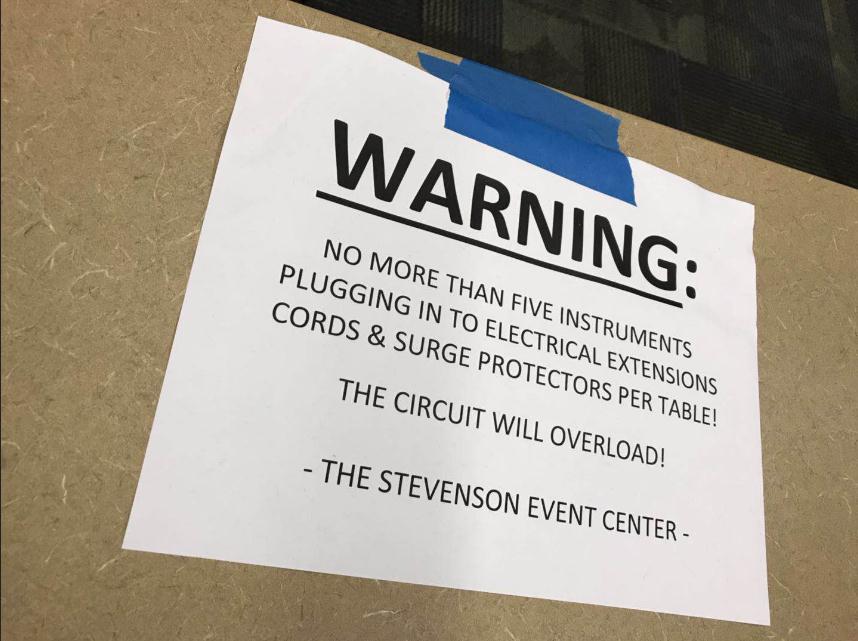 WARNING:
NO MORE THAN FIVE INSTRUMENTS
PLUGGING IN TO ELECTRICAL EXTENSIONS
CORDS & SURGE PROTECTORS PER TABLE!
THE CIRCUIT WILL OVERLOAD!
- THE STEVENSON EVENT CENTER -